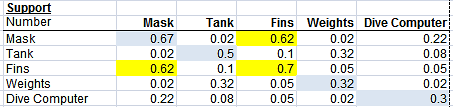 Support
Number Mask Tank Fins Weights Dive Computer
Mask 0.67 0.02 0.62 0.02 0.22
Tank 0.02 0.5 0.1 0.32 0.08
Fins 0.62 0.1 0.7 0.05 0.05
Weights 0.02 0.32 0.05 0.32 0.02
Dive Computer 0.22 0.08 0.05 0.02 0.3